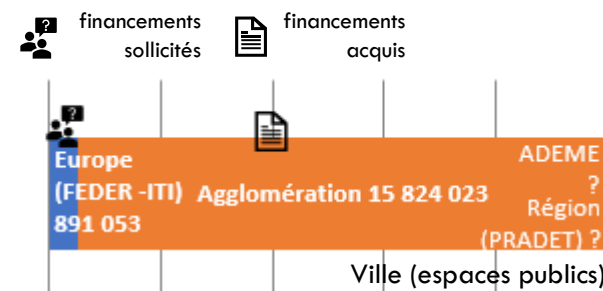 financements
sollicités
financements
acquis
?
Europe
(FEDER -ITI)
891 053
Agglomération 15 824 023
ADEME
?
Région
(PRADET) ?
Ville (espaces publics)